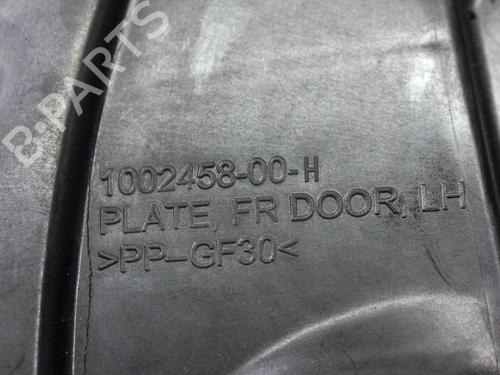 B-PARTS
1002458-00-H
PLATE, FR DOOR, LH
>PP-GF30<